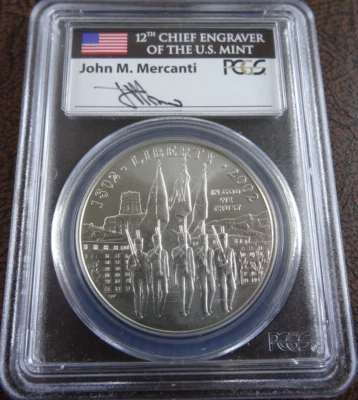 12TH CHIEF ENGRAVER
OF THE U.S. MINT
John M. Mercanti
PCGS
1802 · LIBERTY · 2002
IN GOD
WE
TRUST
PCGS